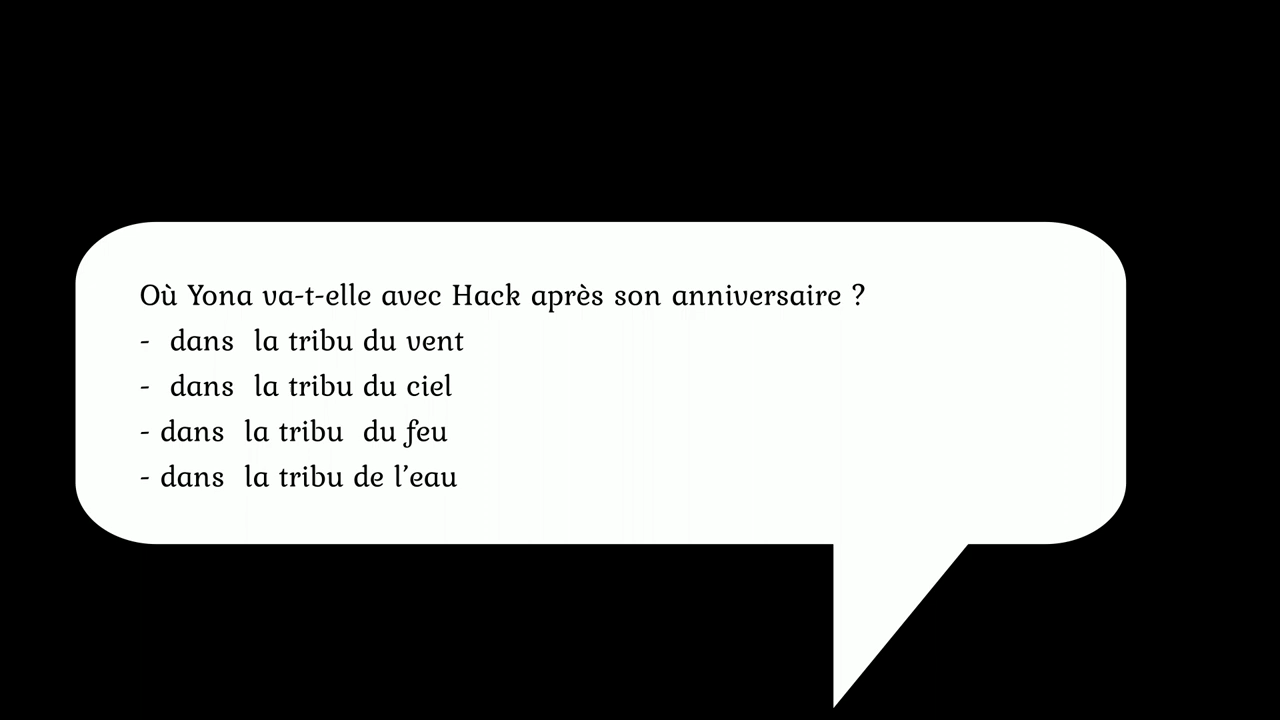 Où Yona va-t-elle avec Hack après son anniversaire ?
- dans la tribu du vent
- dans la tribu du ciel
- dans la tribu du feu
- dans la tribu de l’eau